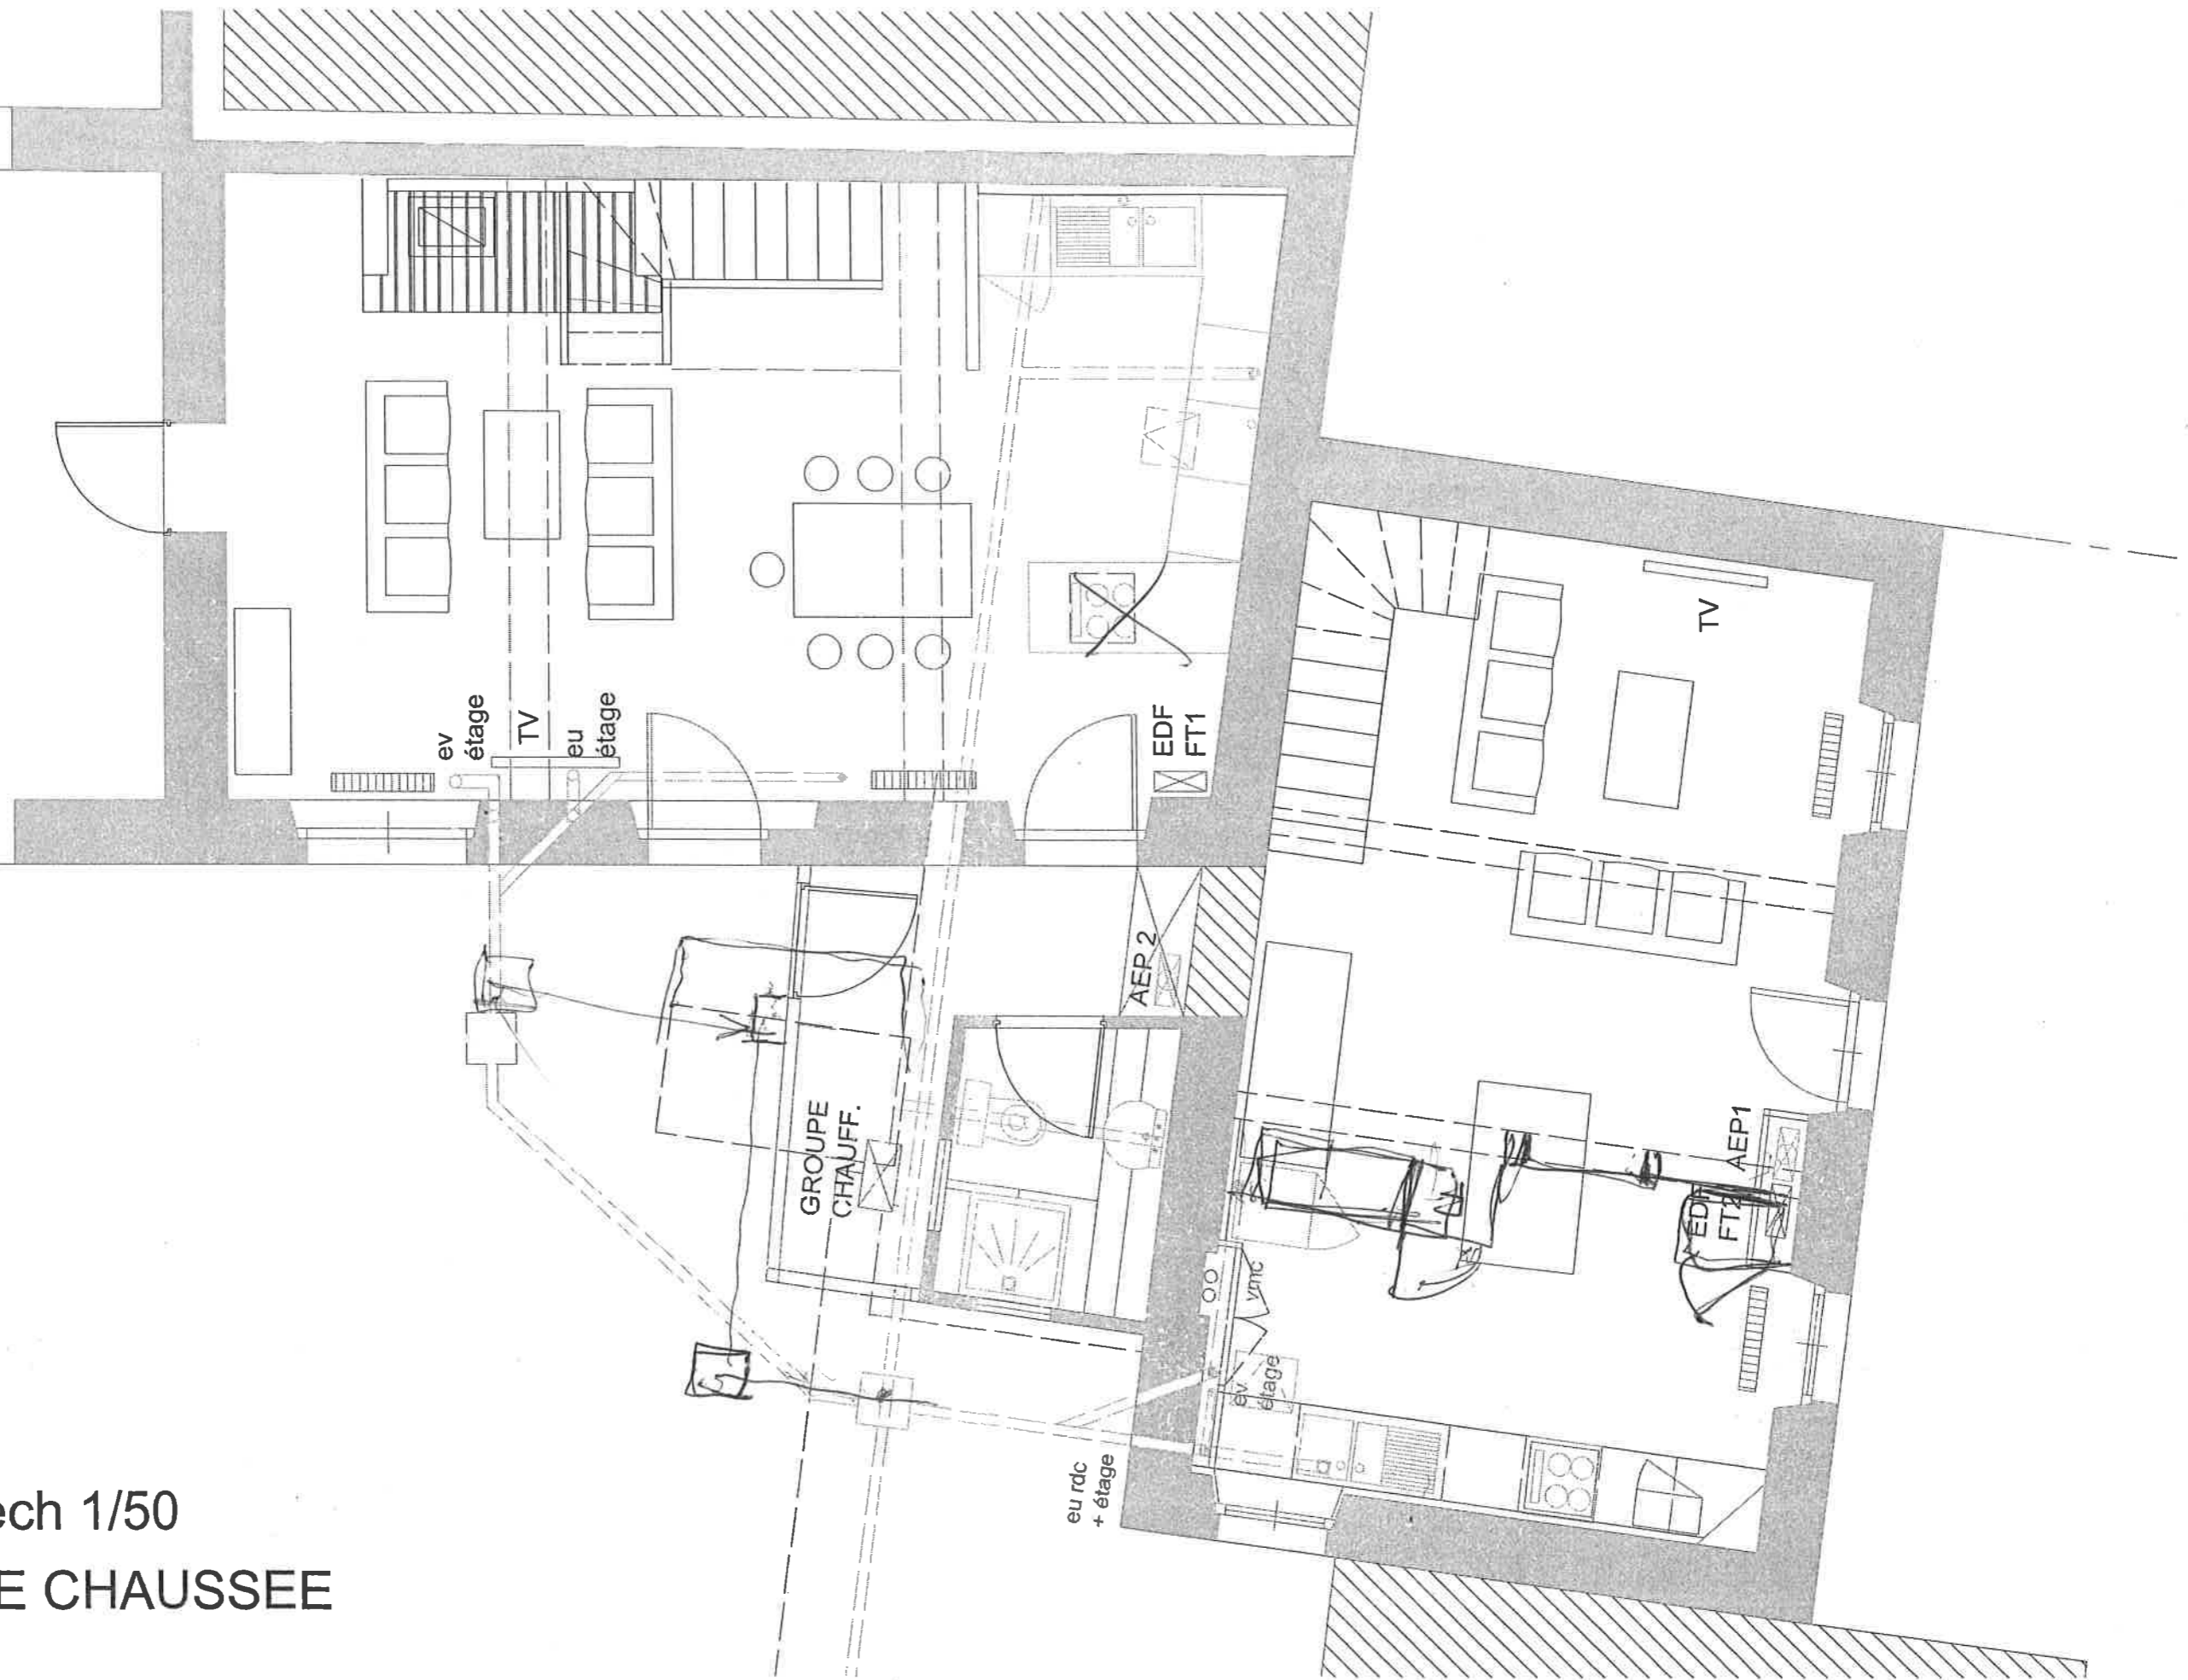 ev
étage
TV
eu
étage
EDF
FT1
TV
AEP 2
GROUPE
CHAUFF.
AEP1
EDF
FT2
vmc
ev
étage
eu rdc
+ étage
ech 1/50
E CHAUSSEE